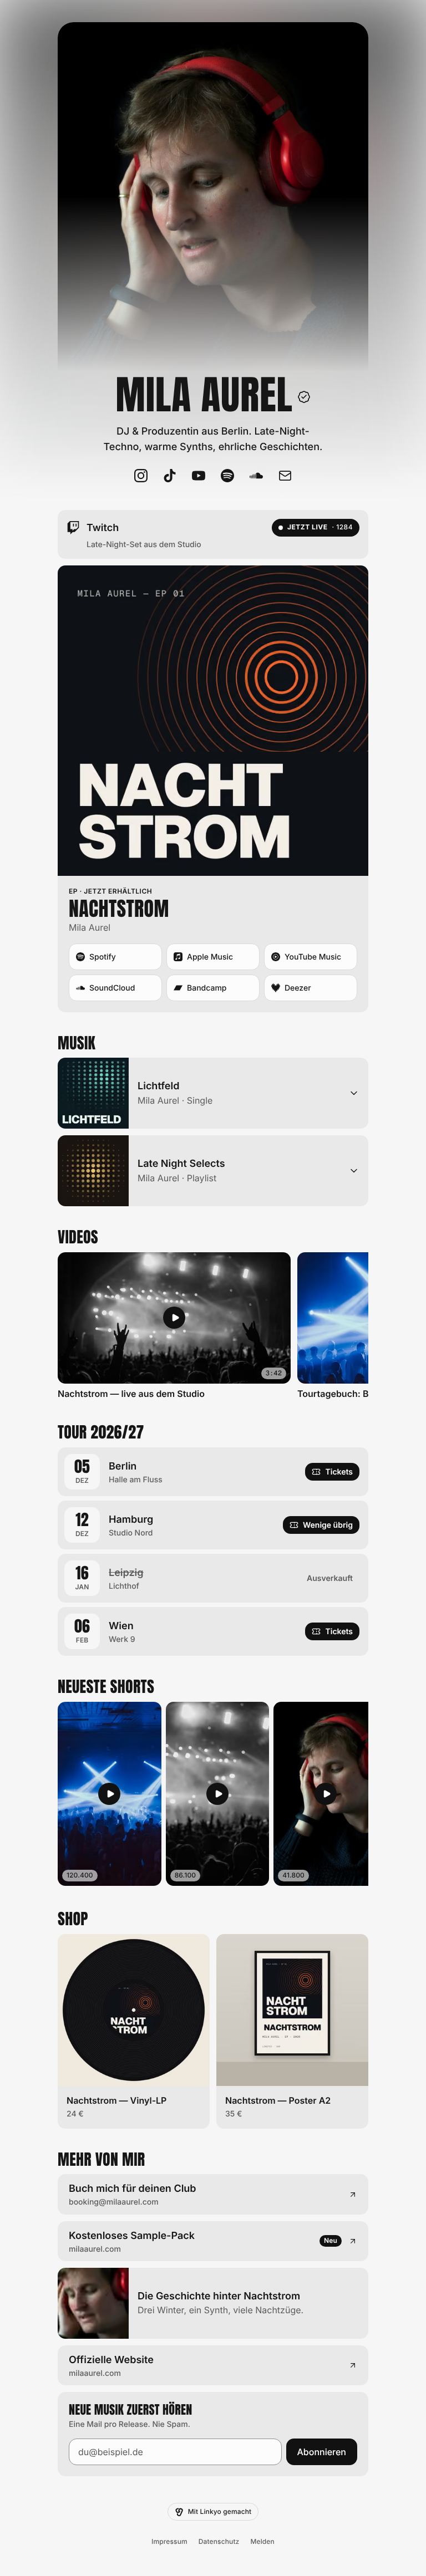 MILA AUREL
DJ & Produzentin aus Berlin. Late-Night-
Techno, warme Synths, ehrliche Geschichten.
Twitch
JETZT LIVE · 1284
Late-Night-Set aus dem Studio
MILA AUREL — EP 01
NACHT
STROM
EP · JETZT ERHÄLTLICH
NACHTSTROM
Mila Aurel
Spotify
Apple Music
YouTube Music
SoundCloud
Bandcamp
Deezer
MUSIK
LICHTFELD
Lichtfeld
Mila Aurel · Single
Late Night Selects
Mila Aurel · Playlist
VIDEOS
3:42
Nachtstrom — live aus dem Studio
Tourtagebuch: B
TOUR 2026/27
05
DEZ
Berlin
Halle am Fluss
Tickets
12
DEZ
Hamburg
Studio Nord
Wenige übrig
16
JAN
Leipzig
Lichthof
Ausverkauft
06
FEB
Wien
Werk 9
Tickets
NEUESTE SHORTS
120.400
86.100
41.800
SHOP
NACHT
STROM
NACHT
STROM
NACHTSTROM
Nachtstrom — Vinyl-LP
24 €
Nachtstrom — Poster A2
35 €
MEHR VON MIR
Buch mich für deinen Club
booking@milaaurel.com
Kostenloses Sample-Pack
milaaurel.com
Neu
Die Geschichte hinter Nachtstrom
Drei Winter, ein Synth, viele Nachtzüge.
Offizielle Website
milaaurel.com
NEUE MUSIK ZUERST HÖREN
Eine Mail pro Release. Nie Spam.
du@beispiel.de
Abonnieren
Mit Linkyo gemacht
Impressum
Datenschutz
Melden